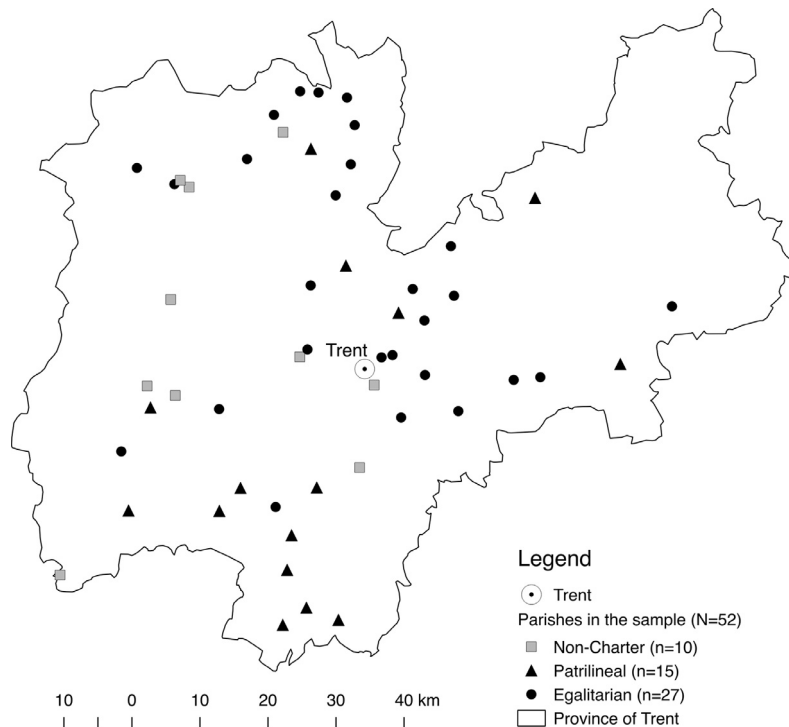 Trent
Legend
Trent
Parishes in the sample (N=52)
Non-Charter (n=10)
Patrilineal (n=15)
Egalitarian (n=27)
Province of Trent
10 0 10 20 30 40 km